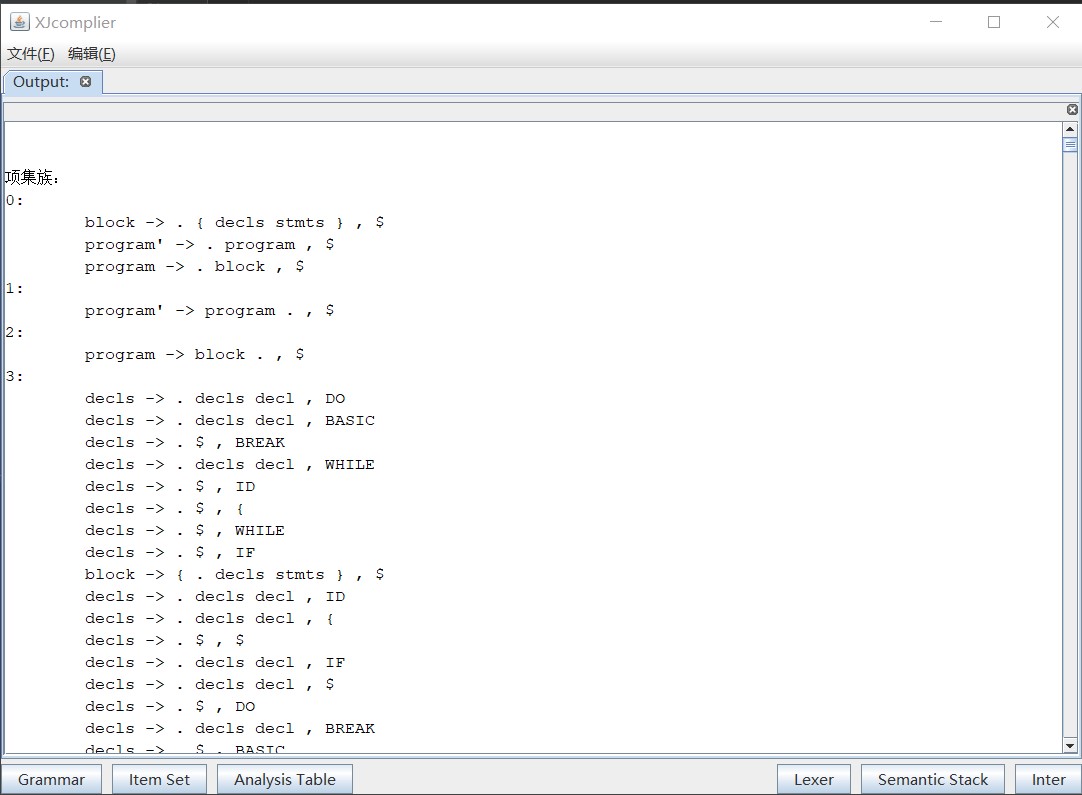 XJcomplier
文件(F) 编辑(E)
Output:
项集族:
0:
block -> . { decls stmts } , $
program' -> . program , $
program -> . block , $
1:
program' -> program . , $
2:
program -> block . , $
3:
decls -> . decls decl , DO
decls -> . decls decl , BASIC
decls -> . $ , BREAK
decls -> . decls decl , WHILE
decls -> . $ , ID
decls -> . $ , {
decls -> . $ , WHILE
decls -> . $ , IF
block -> { . decls stmts } , $
decls -> . decls decl , ID
decls -> . decls decl , {
decls -> . $ , $
decls -> . decls decl , IF
decls -> . decls decl , $
decls -> . $ , DO
decls -> . decls decl , BREAK
decls -> . $ , BASIC
Grammar Item Set Analysis Table Lexer Semantic Stack Inter